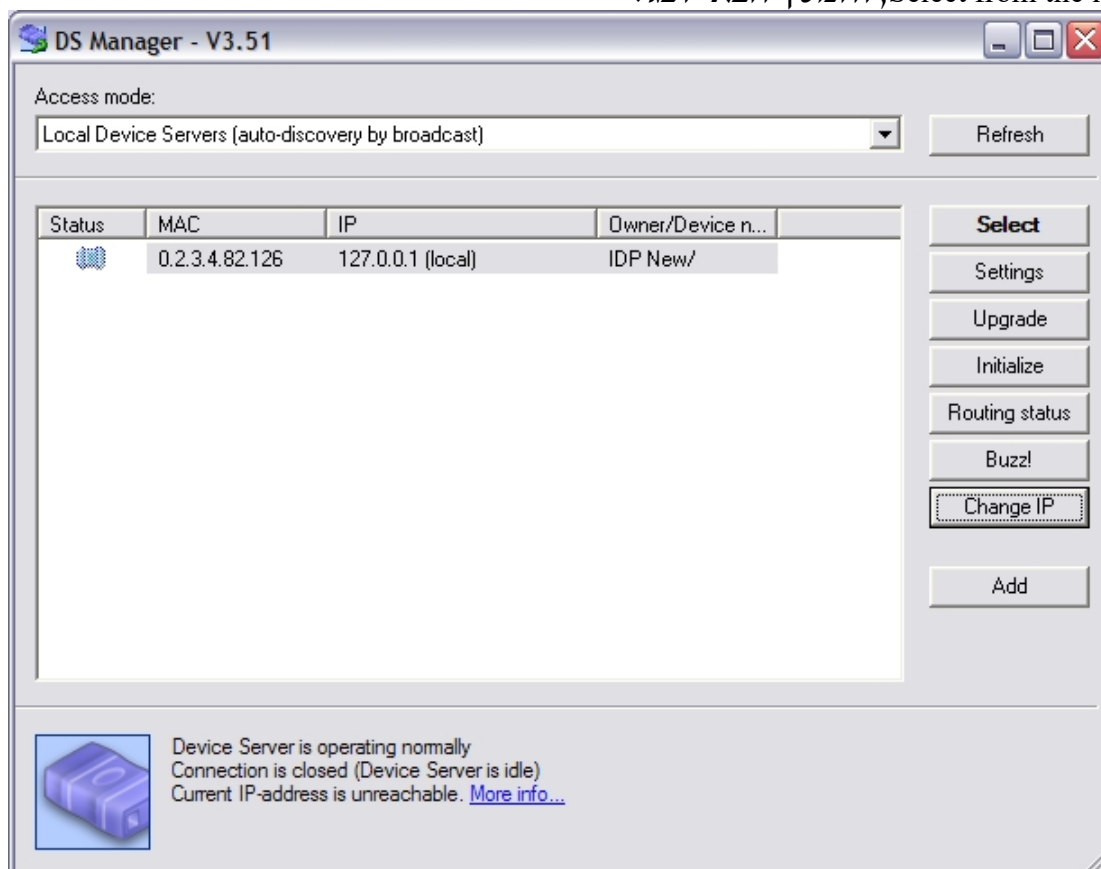 Select from the
DS Manager - V3.51
Access mode:
Local Device Servers (auto-discovery by broadcast)
Refresh
Status MAC IP Owner/Device n...
0.2.3.4.82.126 127.0.0.1 (local) IDP New/
Select
Settings
Upgrade
Initialize
Routing status
Buzz!
Change IP
Add
Device Server is operating normally
Connection is closed (Device Server is idle)
Current IP-address is unreachable. More info...